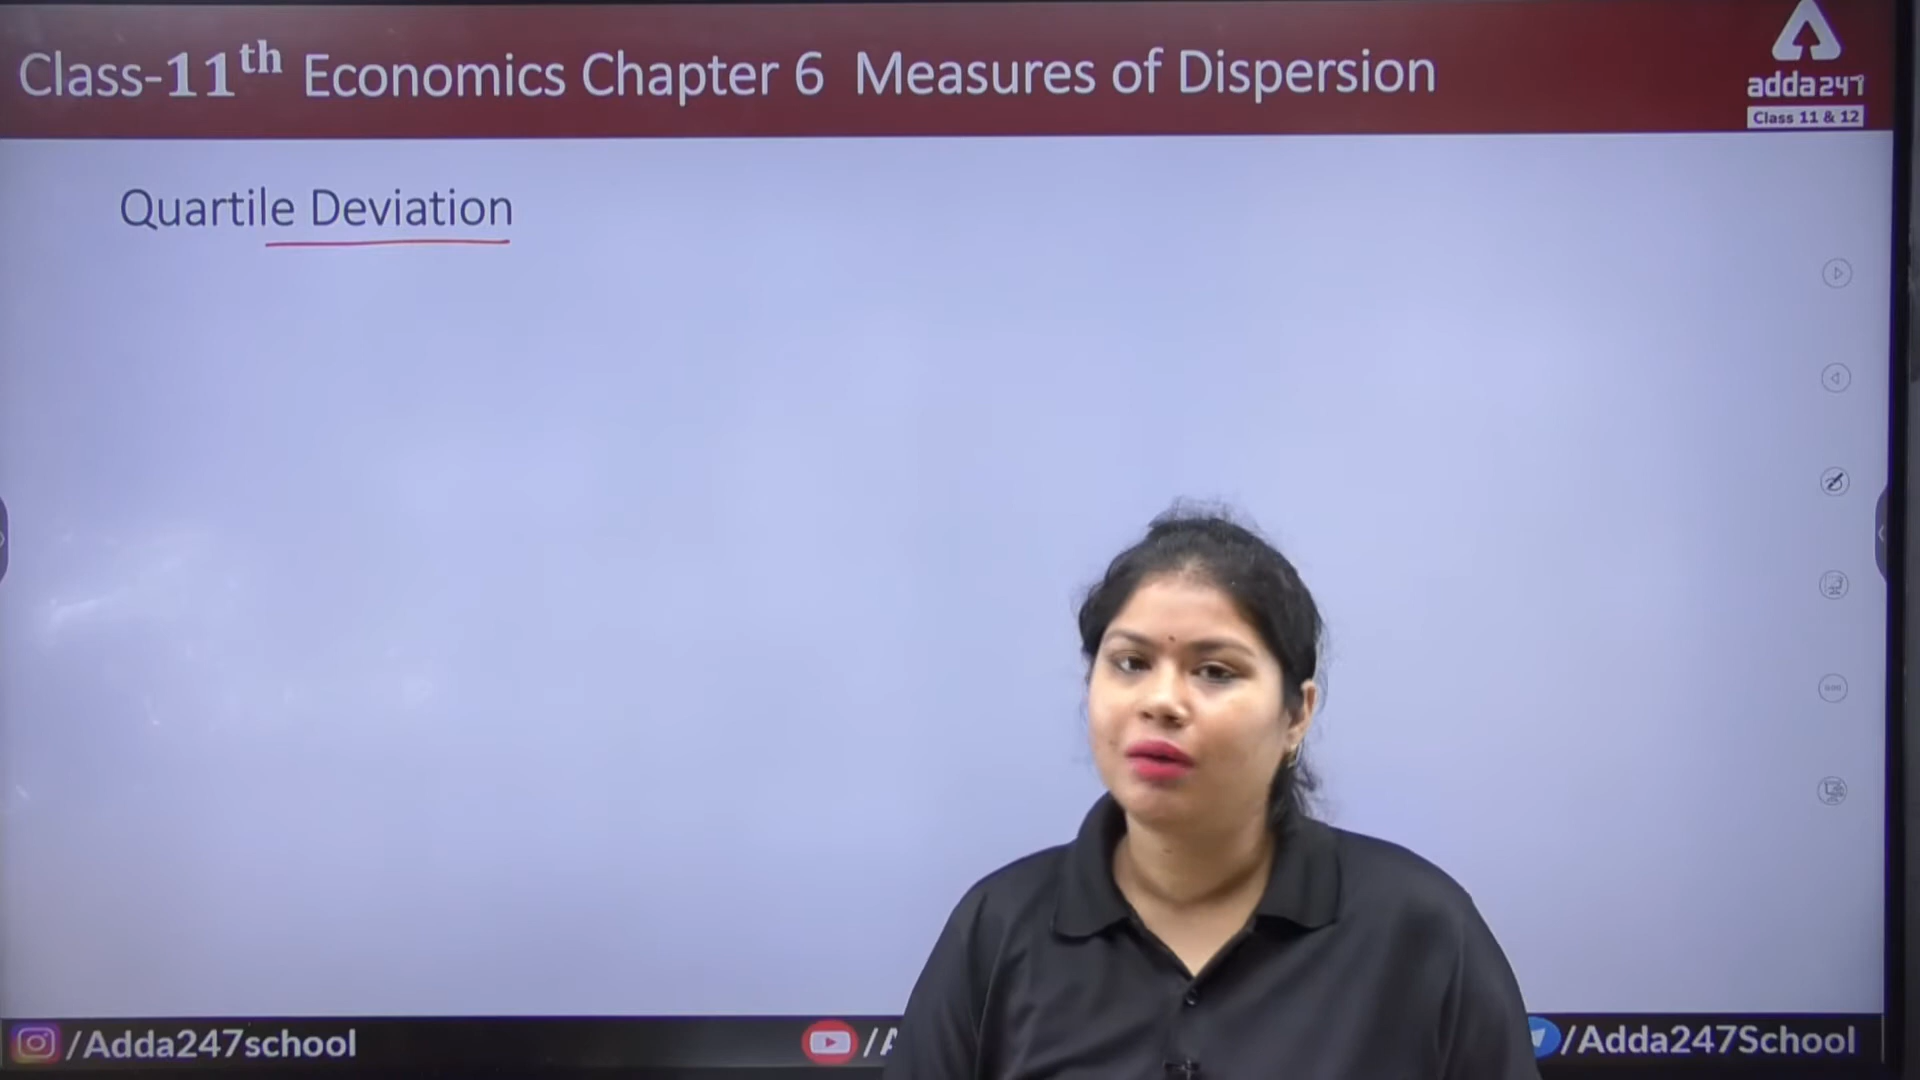 Class-11th Economics Chapter 6 Measures of Dispersion
adda247
Class 11 & 12
Quartile Deviation
/Adda247school
/Adda247School